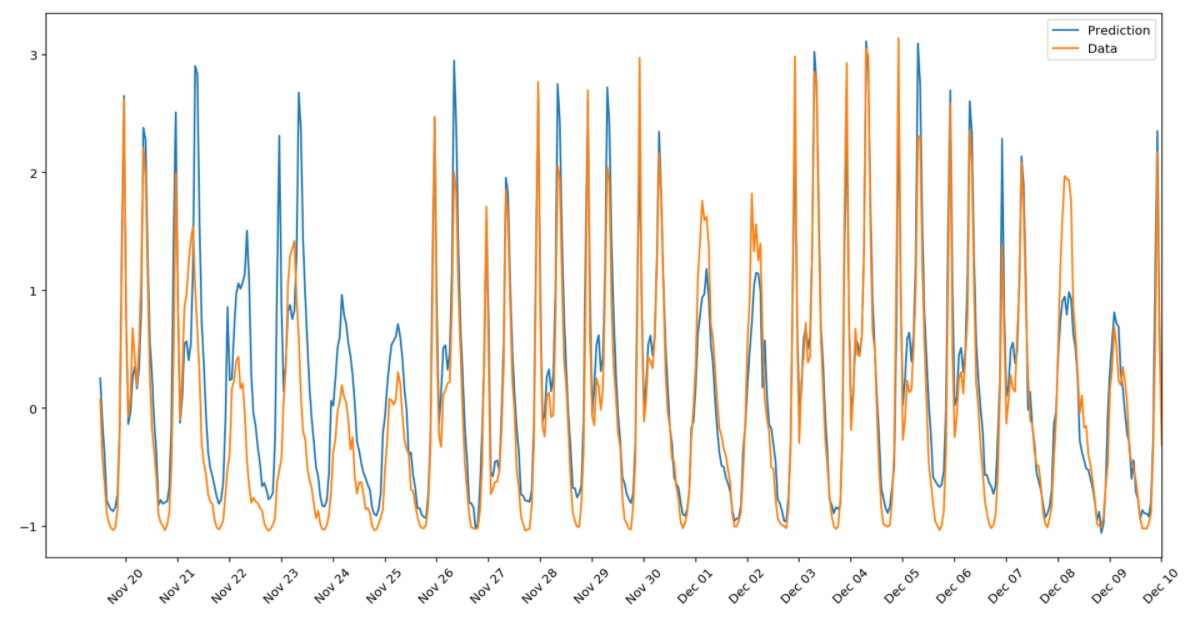 Prediction
Data
3
2
1
0
−1
Nov 20
Nov 21
Nov 22
Nov 23
Nov 24
Nov 25
Nov 26
Nov 27
Nov 28
Nov 29
Nov 30
Dec 01
Dec 02
Dec 03
Dec 04
Dec 05
Dec 06
Dec 07
Dec 08
Dec 09
Dec 10